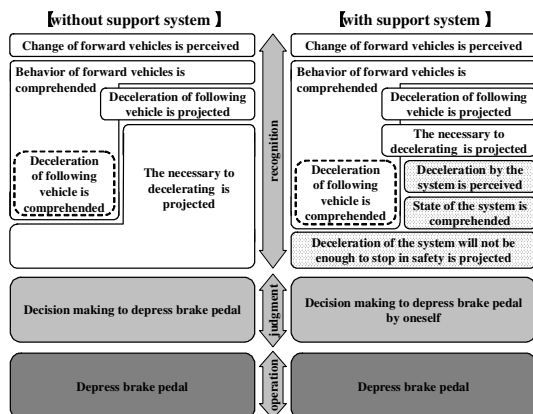 【without support system 】
Change of forward vehicles is perceived
Behavior of forward vehicles is
comprehended
Deceleration of following
vehicle is projected
Deceleration
of following
vehicle is
comprehended
The necessary to
decelerating is
projected
Decision making to depress brake pedal
Depress brake pedal
recognition
judgment
operation
【with support system 】
Change of forward vehicles is perceived
Behavior of forward vehicles is
comprehended
Deceleration of following
vehicle is projected
The necessary to
decelerating is projected
Deceleration
of following
vehicle is
comprehended
Deceleration by the
system is perceived
State of the system is
comprehended
Deceleration of the system will not be
enough to stop in safety is projected
Decision making to depress brake pedal
by oneself
Depress brake pedal